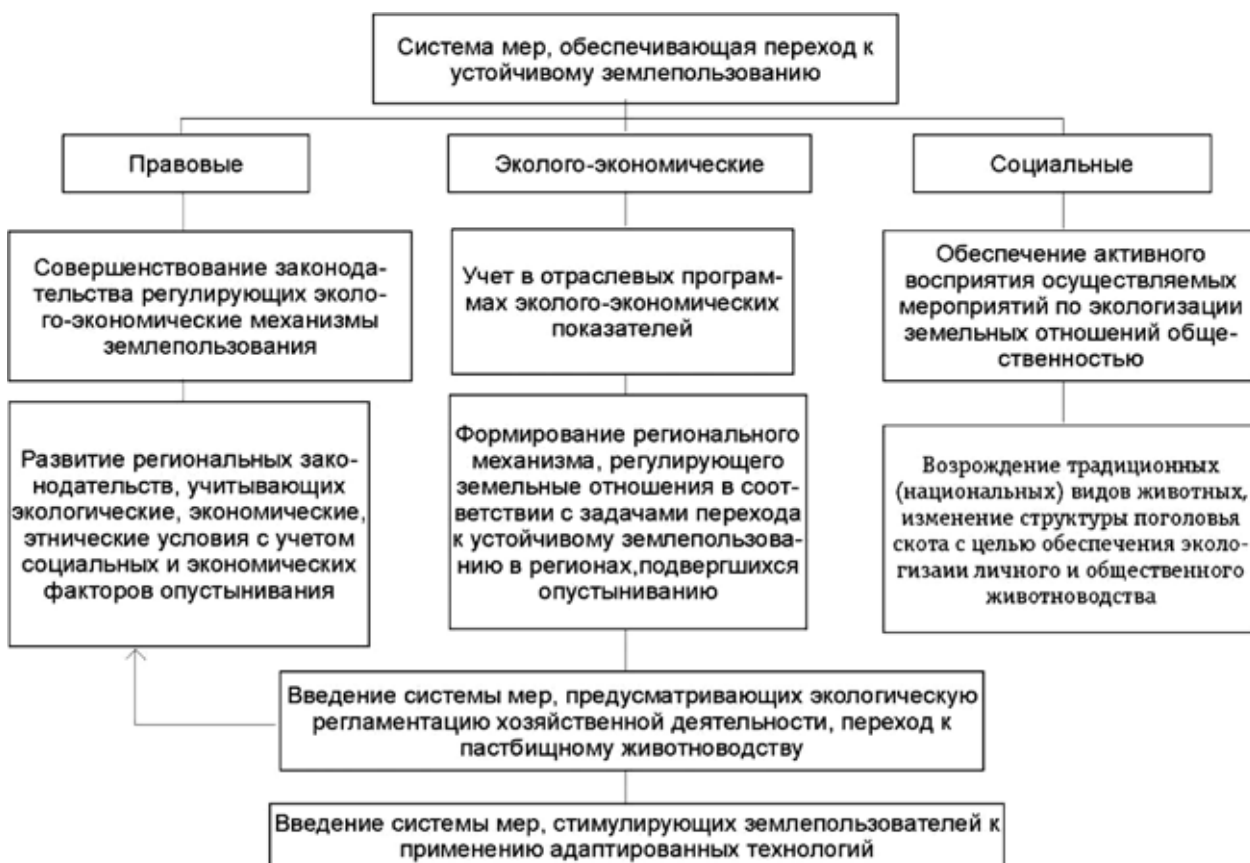 Система мер, обеспечивающая переход к
устойчивому землепользованию
Правовые
Эколого-экономические
Социальные
Совершенствование законода-
тельства регулирующих эколо-
го-экономические механизмы
землепользования
Учет в отраслевых програм-
мах эколого-экономических
показателей
Обеспечение активного
восприятия осуществляемых
мероприятий по экологизации
земельных отношений обще-
ственностью
Развитие региональных зако-
нодательств, учитывающих
экологические, экономические,
этнические условия с учетом
социальных и экономических
факторов опустынивания
Формирование регионального
механизма, регулирующего
земельные отношения в соот-
ветствии с задачами перехода
к устойчивому землепользова-
нию в регионах,подвергшихся
опустыниванию
Возрождение традиционных
(национальных) видов животных,
изменение структуры поголовья
скота с целью обеспечения эколо-
гизаии личного и общественного
животноводства
Введение системы мер, предусматривающих экологическую
регламентацию хозяйственной деятельности, переход к
пастбищному животноводству
Введение системы мер, стимулирующих землепользователей к
применению адаптированных технологий